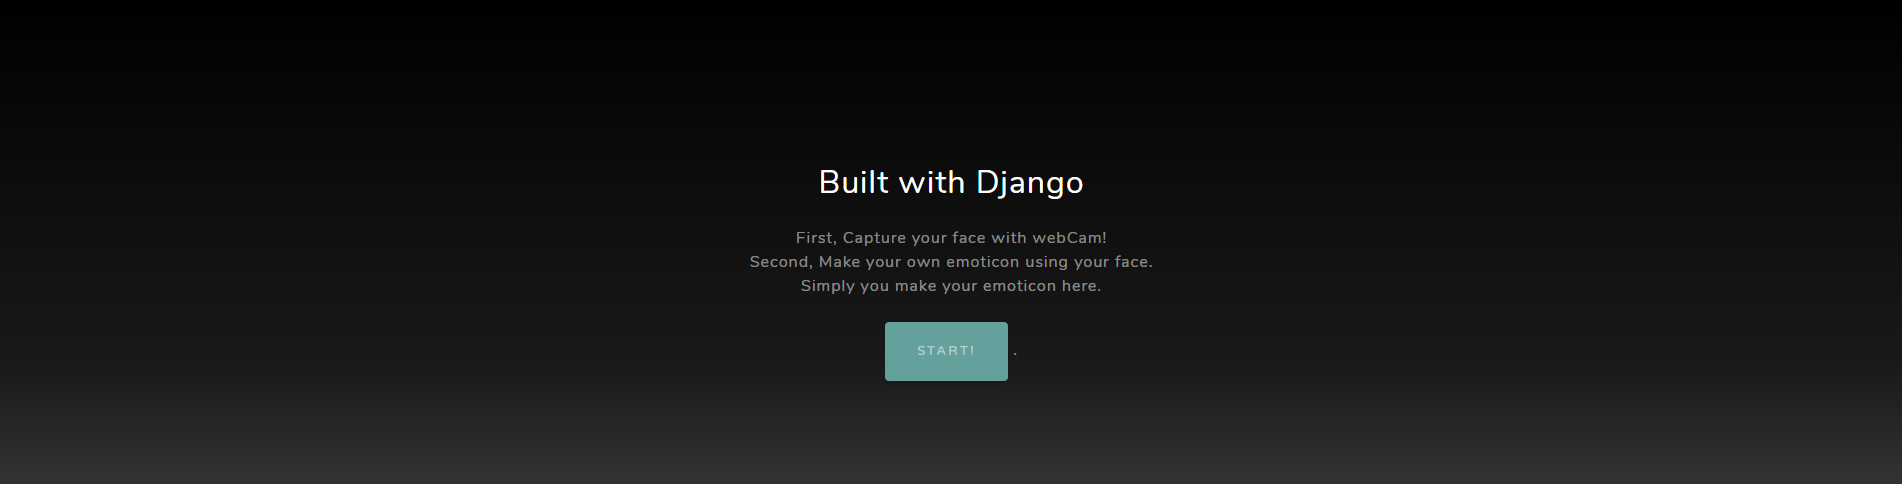 Built with Django
First, Capture your face with webCam!
Second, Make your own emoticon using your face.
Simply you make your emoticon here.
START! .